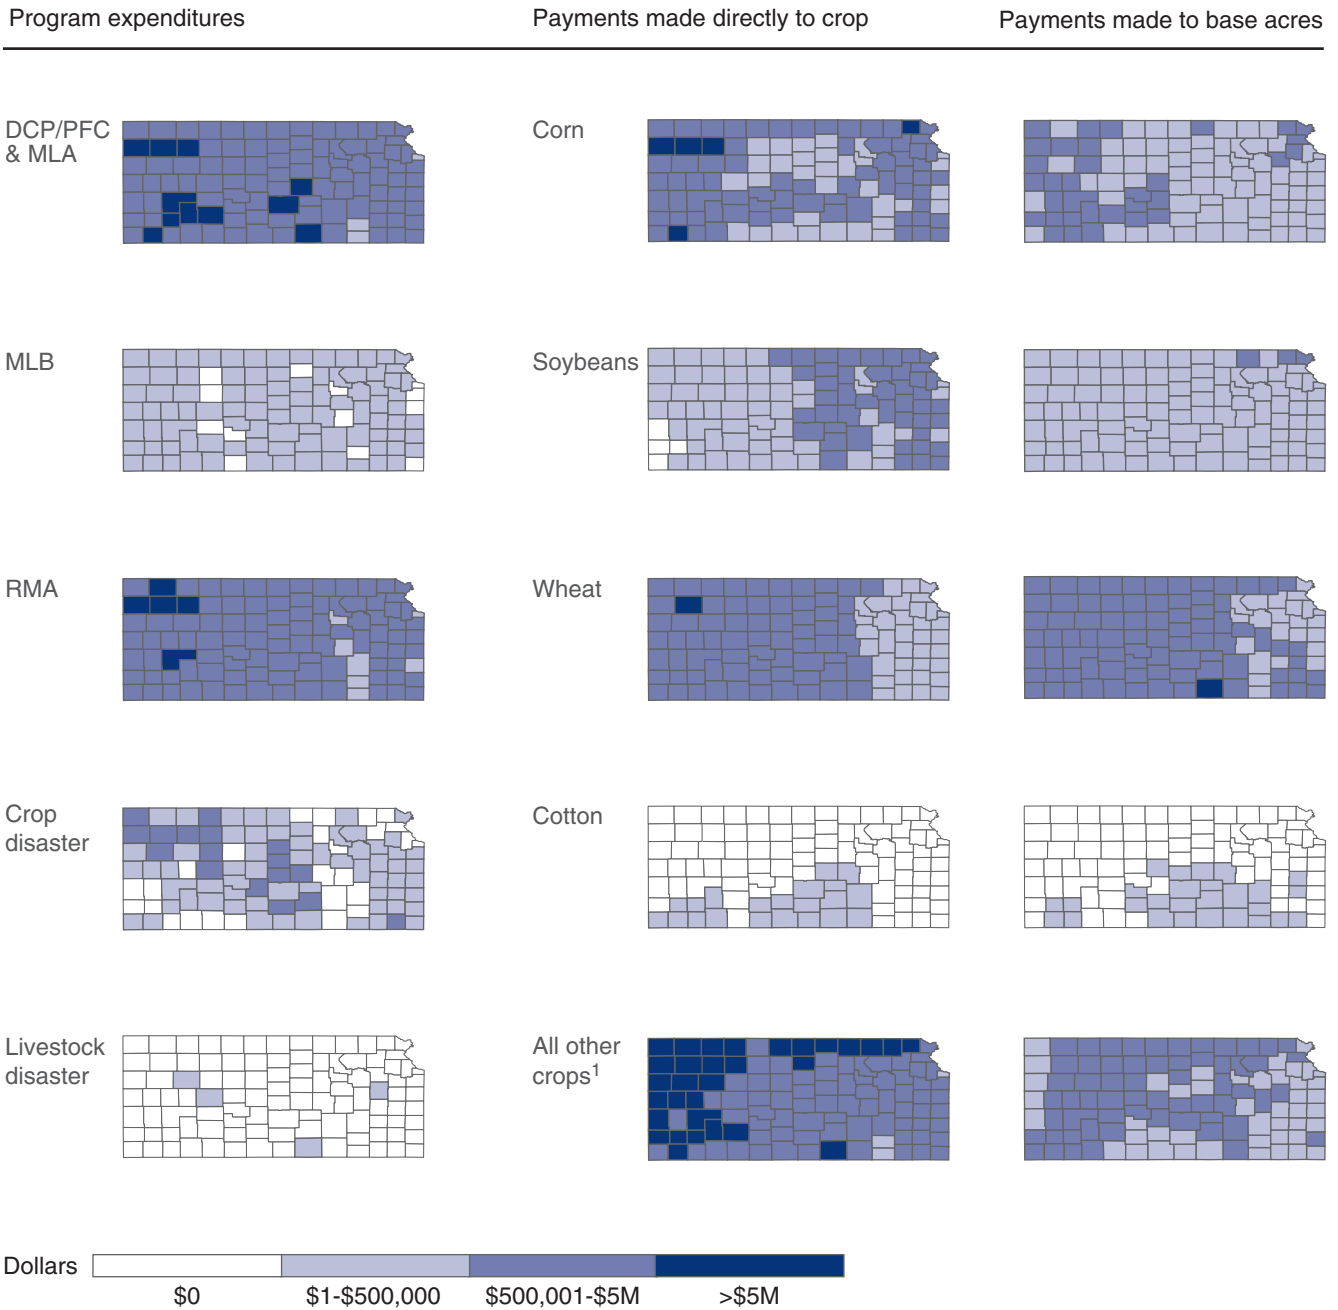 Program expenditures
Payments made directly to crop
Payments made to base acres
DCP/PFC
& MLA
Corn
MLB
Soybeans
RMA
Wheat
Crop
disaster
Cotton
Livestock
disaster
All other
crops1
Dollars
$0
$1-$500,000
$500,001-$5M
>$5M